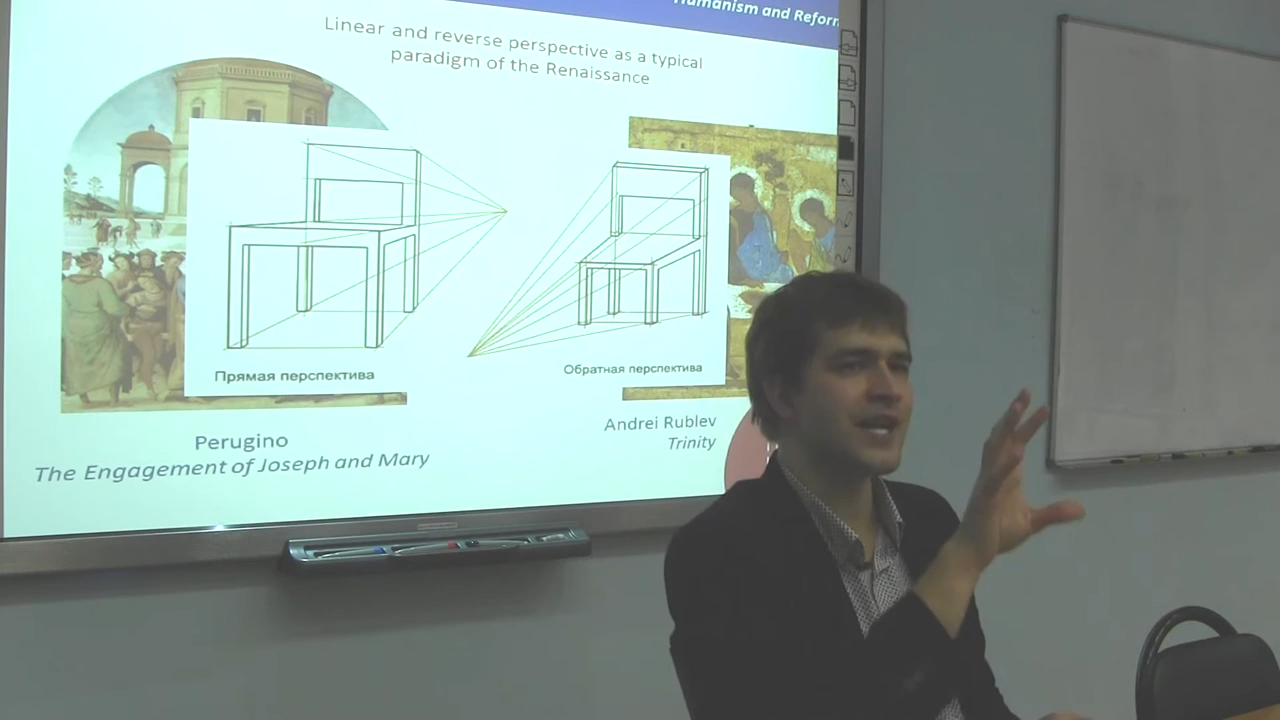 Humanism and Reform
Linear and reverse perspective as a typical
paradigm of the Renaissance
Прямая перспектива
Обратная перспектива
Perugino
The Engagement of Joseph and Mary
Andrei Rublev
Trinity